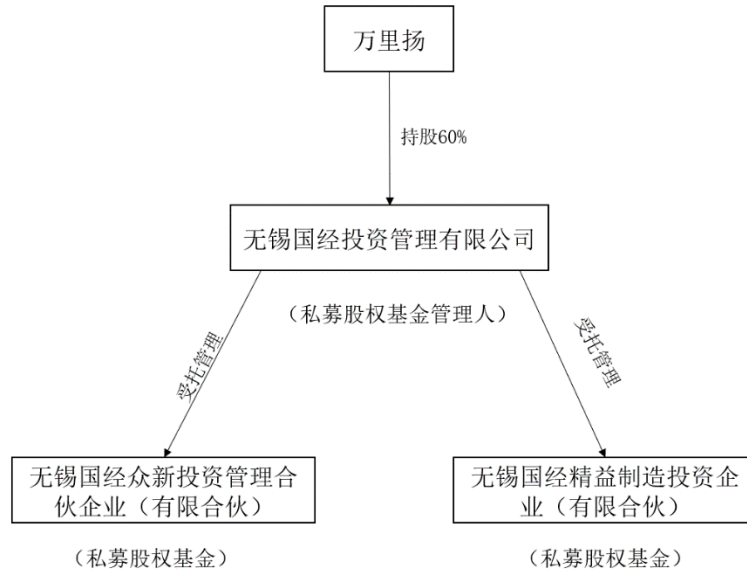 万里扬
持股60%
无锡国经投资管理有限公司
（私募股权基金管理人）
受托管理
受托管理
无锡国经众新投资管理合
伙企业（有限合伙）
无锡国经精益制造投资企
业（有限合伙）
（私募股权基金）
（私募股权基金）